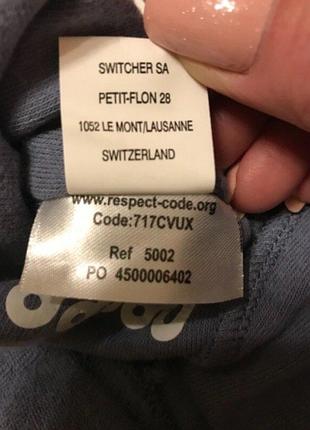 SWITCHER SA
PETIT-FLON 28
1052 LE MONT/LAUSANNE
SWITZERLAND
www.respect-code.org
Code:717CVUX
Ref 5002
PO 4500006402